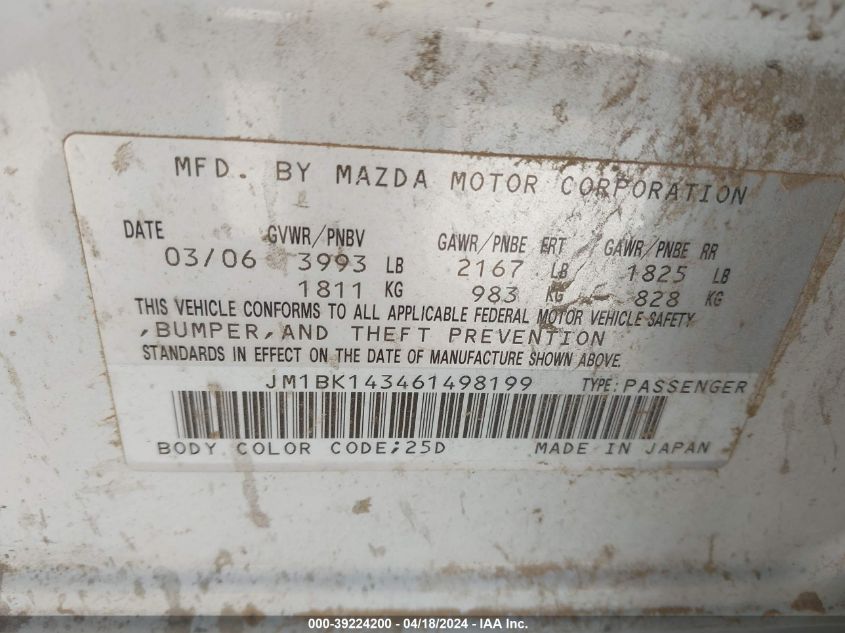 MFD. BY MAZDA MOTOR CORPORATION
DATE GVWR/PNBV GAWR/PNBE FRT GAWR/PNBE RR
03/06 3993 LB 2167 LB 1825 LB
1811 KG 983 KG 828 KG
THIS VEHICLE CONFORMS TO ALL APPLICABLE FEDERAL MOTOR VEHICLE SAFETY
,BUMPER,AND THEFT PREVENTION
STANDARDS IN EFFECT ON THE DATE OF MANUFACTURE SHOWN ABOVE.
JM1BK143461498199 TYPE:PASSENGER
BODY COLOR CODE;25D MADE IN JAPAN
000-39224200 - 04/18/2024 - IAA Inc.